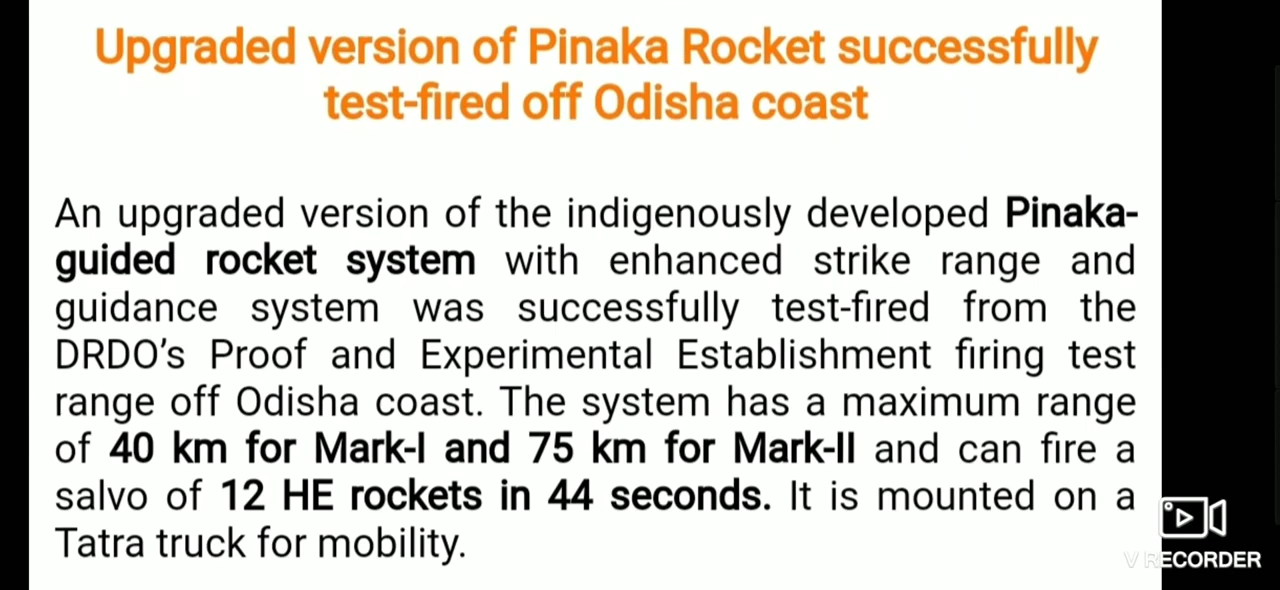 Upgraded version of Pinaka Rocket successfully
test-fired off Odisha coast
An upgraded version of the indigenously developed Pinaka-
guided rocket system with enhanced strike range and
guidance system was successfully test-fired from the
DRDO's Proof and Experimental Establishment firing test
range off Odisha coast. The system has a maximum range
of 40 km for Mark-I and 75 km for Mark-II and can fire a
salvo of 12 HE rockets in 44 seconds. It is mounted on a
Tatra truck for mobility.
V RECORDER